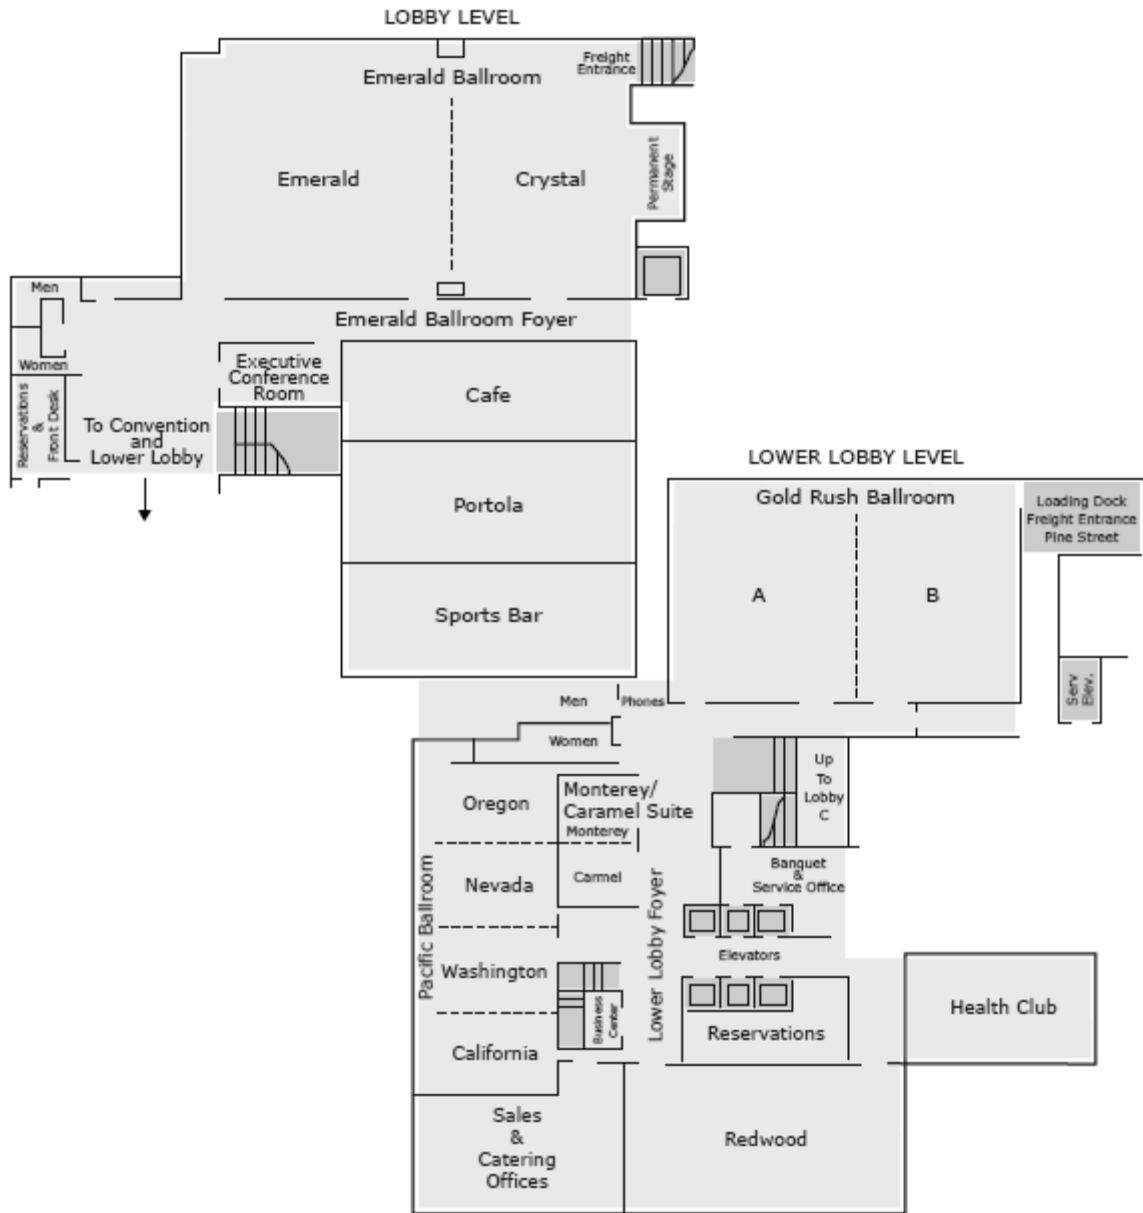 LOBBY LEVEL
Freight
Entrance
Emerald Ballroom
Emerald
Crystal
Permanent
Stage
Men
Emerald Ballroom Foyer
Women
Executive
Conference
Room
Reservations
&
Front Desk
To Convention
and
Lower Lobby
Cafe
Portola
Sports Bar
LOWER LOBBY LEVEL
Gold Rush Ballroom
Loading Dock
Freight Entrance
Pine Street
A
B
Serv
Elev.
Men
Phones
Women
Up
To
Lobby
C
Oregon
Monterey/
Caramel Suite
Monterey
Carmel
Nevada
Pacific Ballroom
Lower Lobby Foyer
Banquet
&
Service Office
Elevators
Washington
Business
Center
California
Reservations
Health Club
Sales
&
Catering
Offices
Redwood